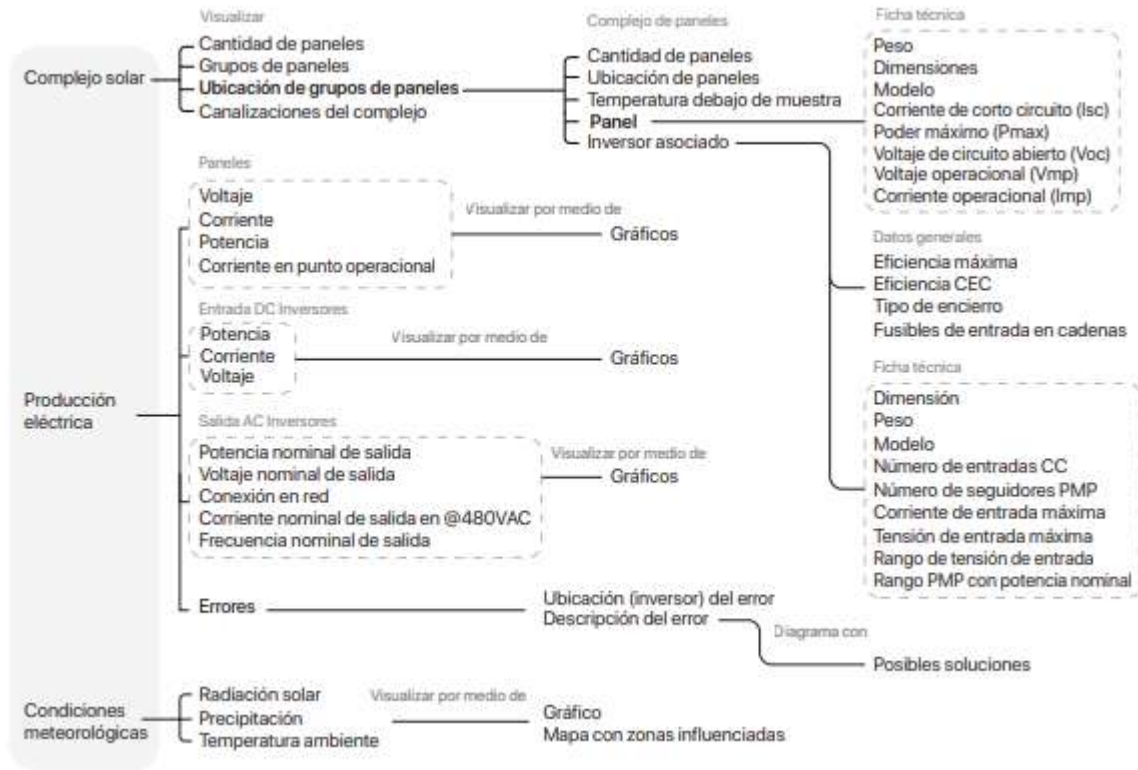 Visualizar
Complejo solar
Cantidad de paneles
Grupos de paneles
Ubicación de grupos de paneles
Canalizaciones del complejo
Complejo de paneles
Cantidad de paneles
Ubicación de paneles
Temperatura debajo de muestra
Panel
Inversor asociado
Ficha técnica
Peso
Dimensiones
Modelo
Corriente de corto circuito (Isc)
Poder máximo (Pmax)
Voltaje de circuito abierto (Voc)
Voltaje operacional (Vmp)
Corriente operacional (Imp)
Datos generales
Eficiencia máxima
Eficiencia CEC
Tipo de encierro
Fusibles de entrada en cadenas
Ficha técnica
Dimensión
Peso
Modelo
Número de entradas CC
Número de seguidores PMP
Corriente de entrada máxima
Tensión de entrada máxima
Rango de tensión de entrada
Rango PMP con potencia nominal
Producción
eléctrica
Paneles
Voltaje
Corriente
Potencia
Corriente en punto operacional
Visualizar por medio de
Gráficos
Entrada DC Inversores
Potencia
Corriente
Voltaje
Visualizar por medio de
Gráficos
Salida AC Inversores
Potencia nominal de salida
Voltaje nominal de salida
Conexión en red
Corriente nominal de salida en @480VAC
Frecuencia nominal de salida
Visualizar por medio de
Gráficos
Errores
Ubicación (inversor) del error
Descripción del error
Diagrama con
Posibles soluciones
Condiciones
meteorológicas
Radiación solar
Precipitación
Temperatura ambiente
Visualizar por medio de
Gráfico
Mapa con zonas influenciadas